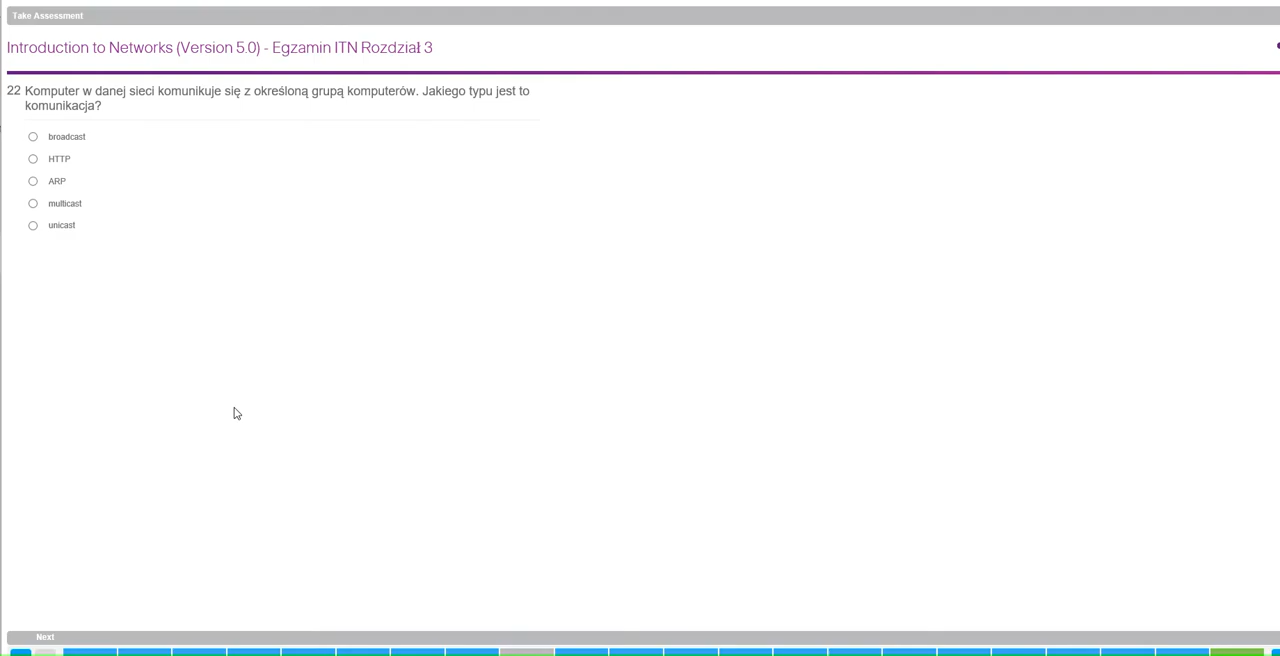 Take Assessment
Introduction to Networks (Version 5.0) - Egzamin ITN Rozdział 3
22 Komputer w danej sieci komunikuje się z określoną grupą komputerów. Jakiego typu jest to
komunikacja?
broadcast
HTTP
ARP
multicast
unicast
Next